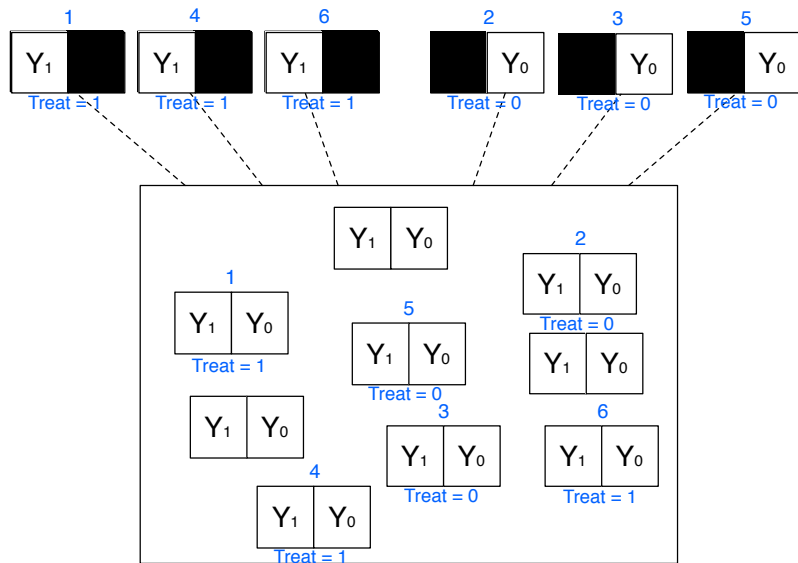 1 4 6 2 3 5
Y₁ Y₁ Y₁ Y₀ Y₀ Y₀
Treat = 1 Treat = 1 Treat = 1 Treat = 0 Treat = 0 Treat = 0
Y₁ Y₀
2
Y₁ Y₀
Treat = 0
1
Y₁ Y₀
Treat = 1
5
Y₁ Y₀
Treat = 0
Y₁ Y₀
Y₁ Y₀
3
Y₁ Y₀
Treat = 0
6
Y₁ Y₀
Treat = 1
4
Y₁ Y₀
Treat = 1